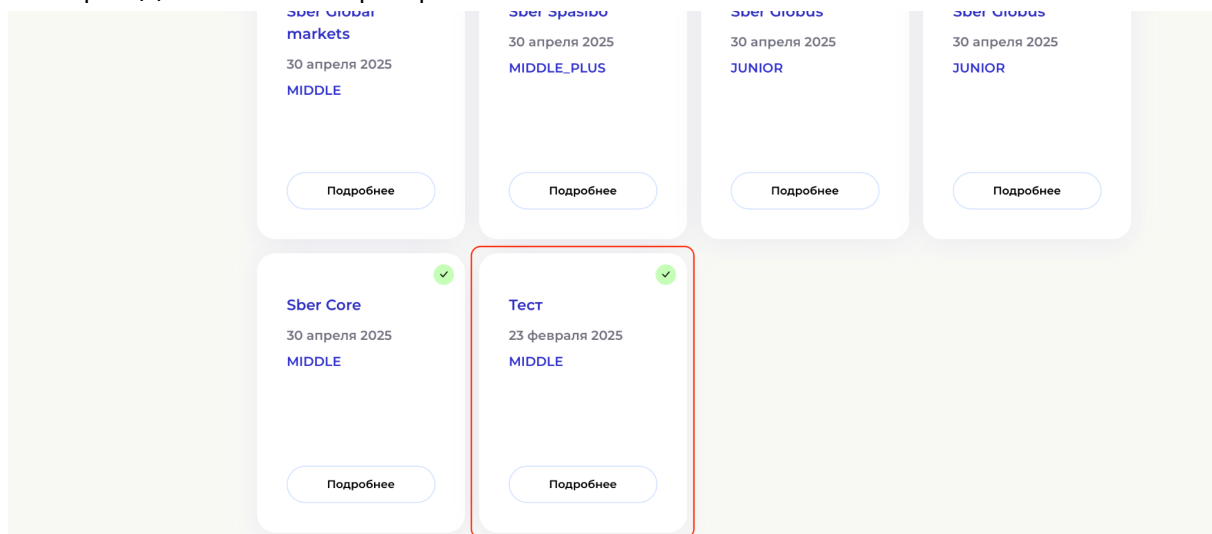 Sber Global
markets
30 апреля 2025
MIDDLE
Подробнее
Sber Spasibo
30 апреля 2025
MIDDLE_PLUS
Подробнее
Sber Globus
30 апреля 2025
JUNIOR
Подробнее
Sber Globus
30 апреля 2025
JUNIOR
Подробнее
Sber Core
30 апреля 2025
MIDDLE
Подробнее
Тест
23 февраля 2025
MIDDLE
Подробнее